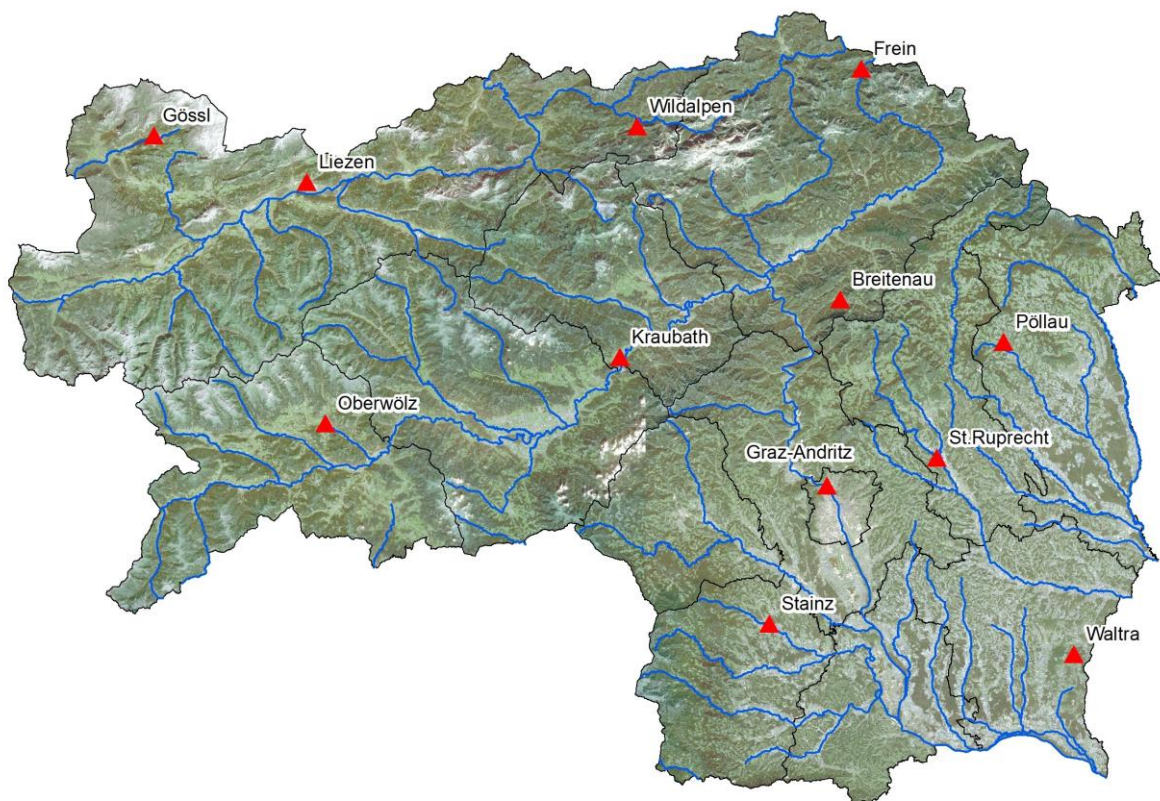 Frein
Wildalpen
Gössl
Liezen
Breitenau
Pöllau
Kraubath
Oberwölz
St.Ruprecht
Graz-Andritz
Stainz
Waltra